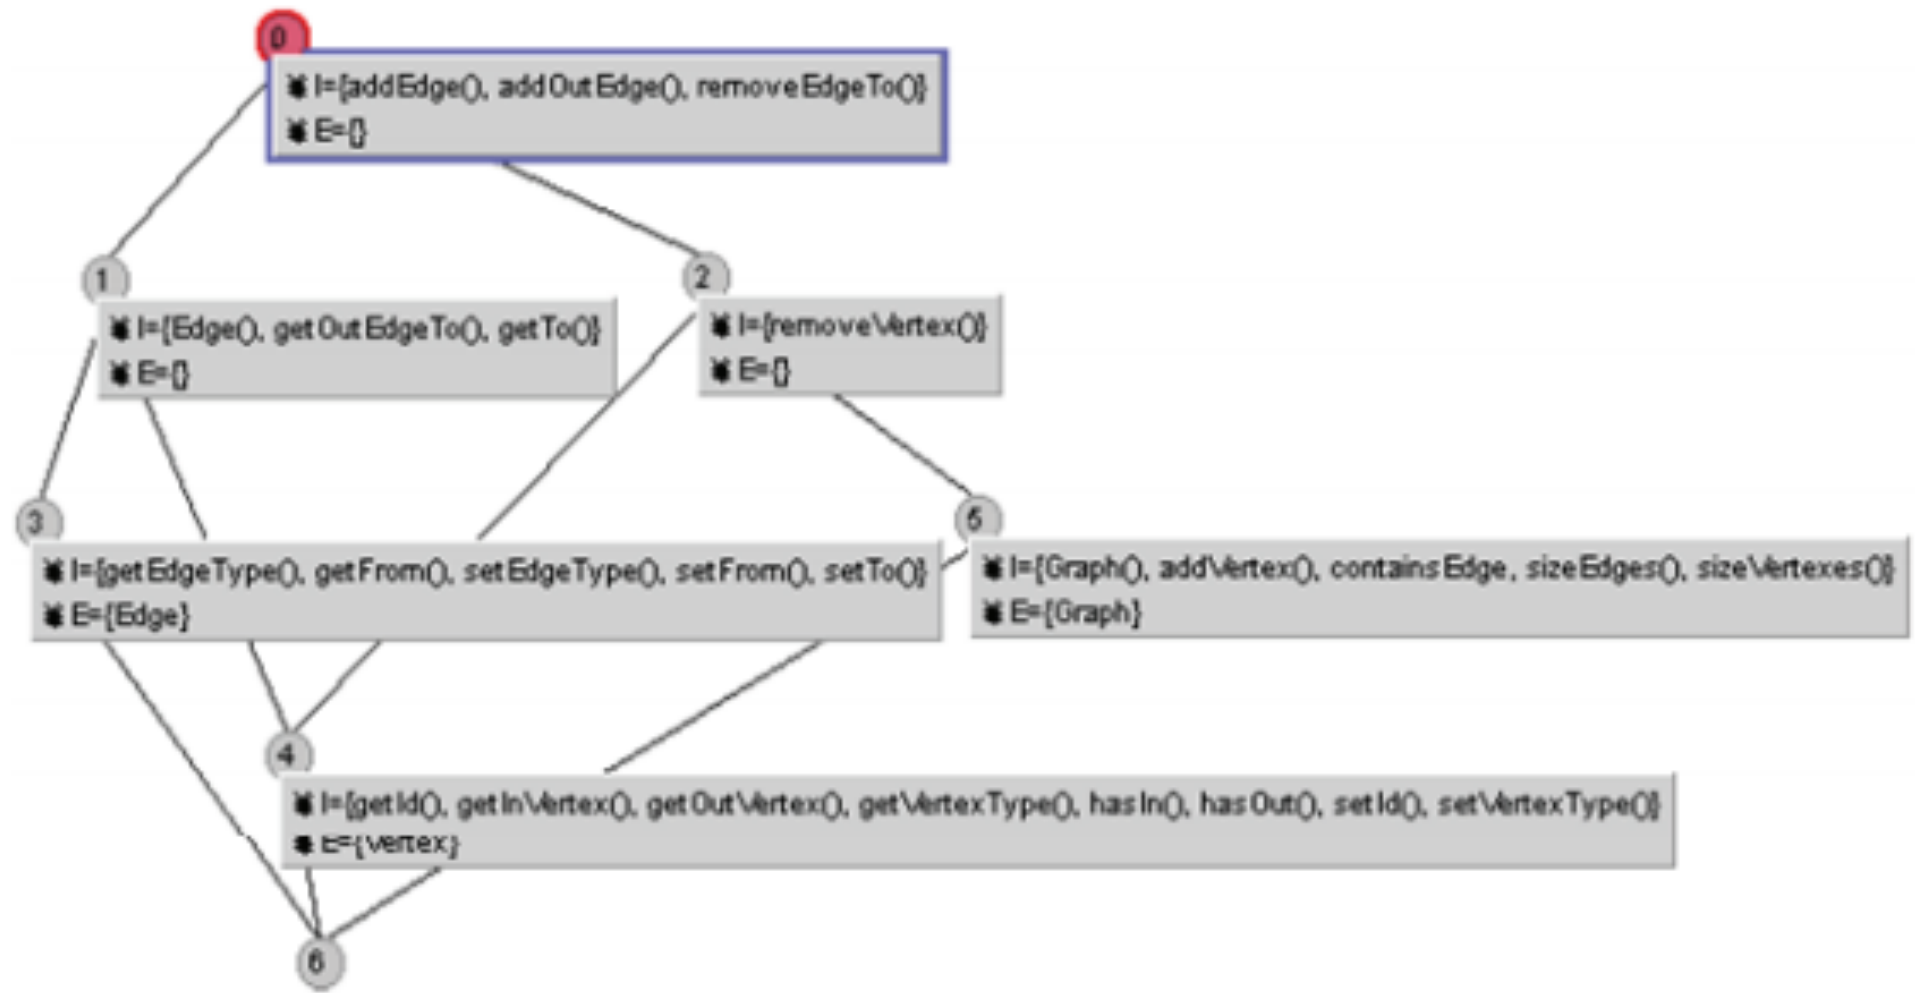 0
I={addEdge(), addOutEdge(), removeEdgeTo()}
E={}
1
I={Edge(), getOutEdgeTo(), getTo()}
E={}
2
I={removeVertex()}
E={}
3
I={getEdgeType(), getFrom(), setEdgeType(), setFrom(), setTo()}
E={Edge}
5
I={Graph(), addVertex(), containsEdge, sizeEdges(), sizeVertexes()}
E={Graph}
4
I={getId(), getInVertex(), getOutVertex(), getVertexType(), hasIn(), hasOut(), setId(), setVertexType()}
E={Vertex}
6